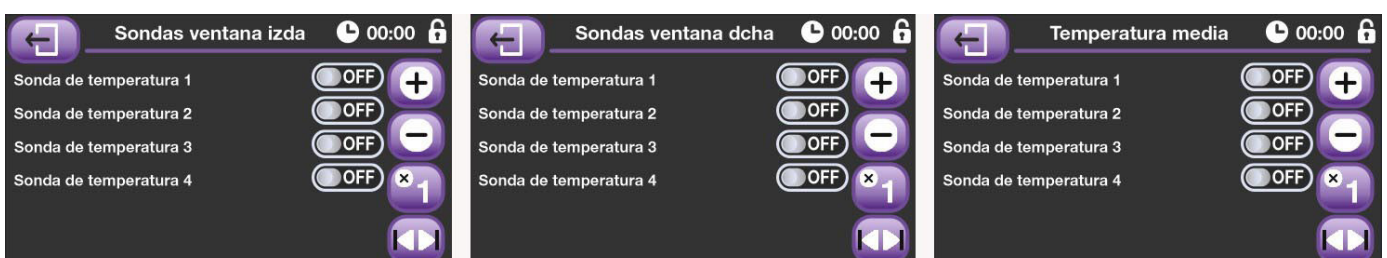 Sondas ventana izda 00:00
Sonda de temperatura 1 OFF
Sonda de temperatura 2 OFF
Sonda de temperatura 3 OFF
Sonda de temperatura 4 OFF
×1
Sondas ventana dcha 00:00
Sonda de temperatura 1 OFF
Sonda de temperatura 2 OFF
Sonda de temperatura 3 OFF
Sonda de temperatura 4 OFF
×1
Temperatura media 00:00
Sonda de temperatura 1 OFF
Sonda de temperatura 2 OFF
Sonda de temperatura 3 OFF
Sonda de temperatura 4 OFF
×1